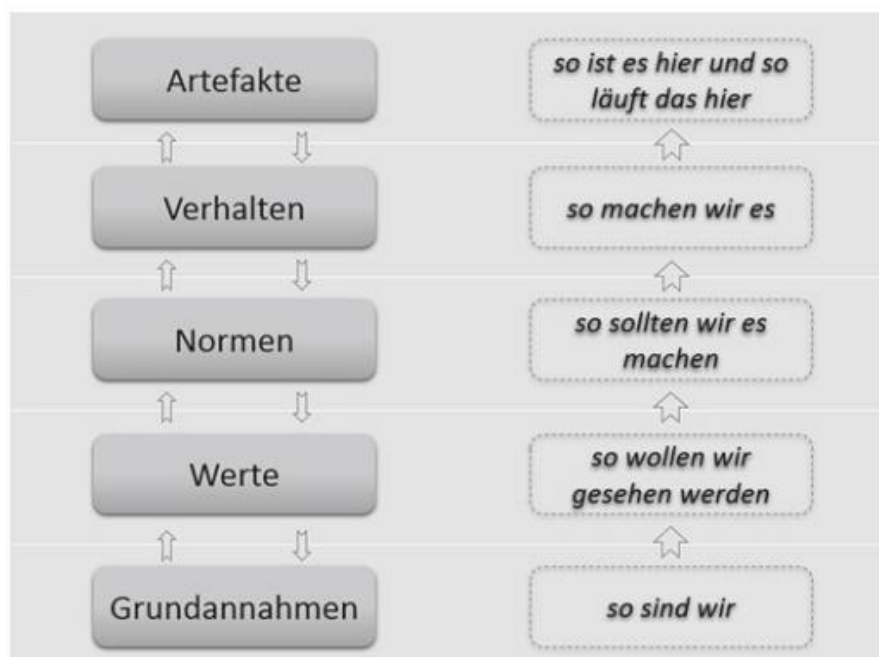 Artefakte
so ist es hier und so
läuft das hier
Verhalten
so machen wir es
Normen
so sollten wir es
machen
Werte
so wollen wir
gesehen werden
Grundannahmen
so sind wir